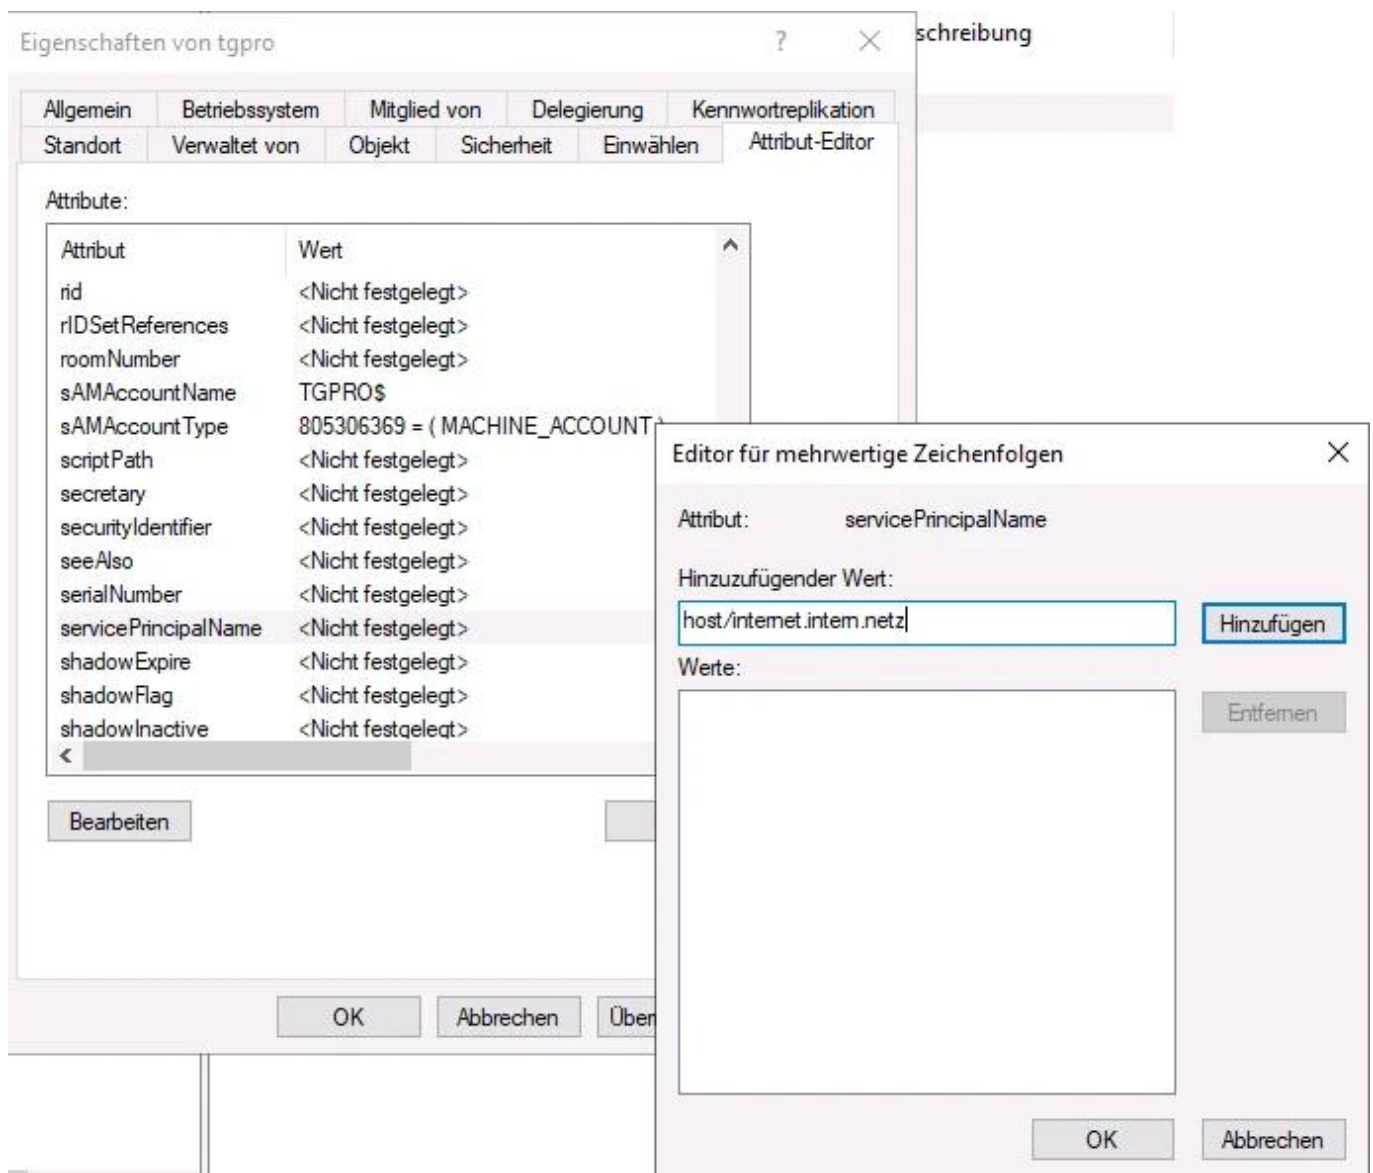 schreibung
Eigenschaften von tgpro
Allgemein Betriebssystem Mitglied von Delegierung Kennwortreplikation
Standort Verwaltet von Objekt Sicherheit Einwählen Attribut-Editor
Attribute:
Attribut Wert
rid <Nicht festgelegt>
rIDSetReferences <Nicht festgelegt>
roomNumber <Nicht festgelegt>
sAMAccountName TGPRO$
sAMAccountType 805306369 = ( MACHINE_ACCOUNT )
scriptPath <Nicht festgelegt>
secretary <Nicht festgelegt>
securityIdentifier <Nicht festgelegt>
seeAlso <Nicht festgelegt>
serialNumber <Nicht festgelegt>
servicePrincipalName <Nicht festgelegt>
shadowExpire <Nicht festgelegt>
shadowFlag <Nicht festgelegt>
shadowInactive <Nicht festgelegt>
Bearbeiten
OK Abbrechen Über
Editor für mehrwertige Zeichenfolgen
Attribut: servicePrincipalName
Hinzuzufügender Wert:
host/internet.intern.netz Hinzufügen
Werte:
Entfernen
OK Abbrechen